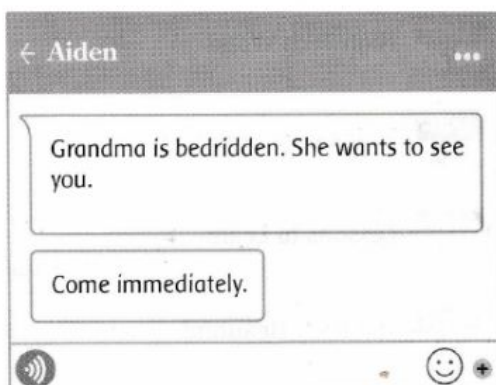 ← Aiden
Grandma is bedridden. She wants to see
you.
Come immediately.